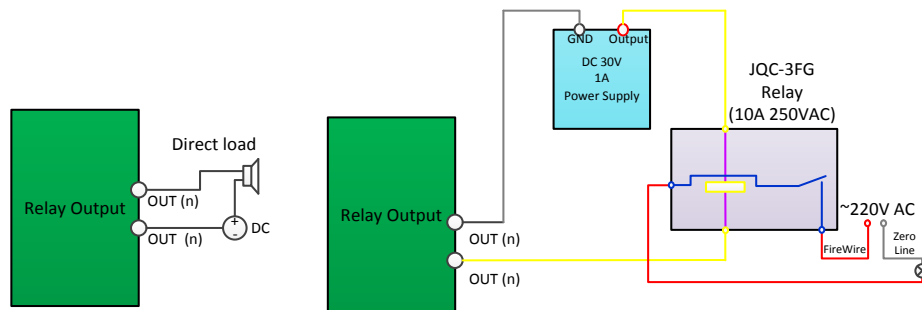 Relay Output
Direct load
OUT (n)
OUT (n)
+
-
DC
Relay Output
OUT (n)
OUT (n)
GND Output
DC 30V
1A
Power Supply
JQC-3FG
Relay
(10A 250VAC)
~220V AC
FireWire
Zero
Line